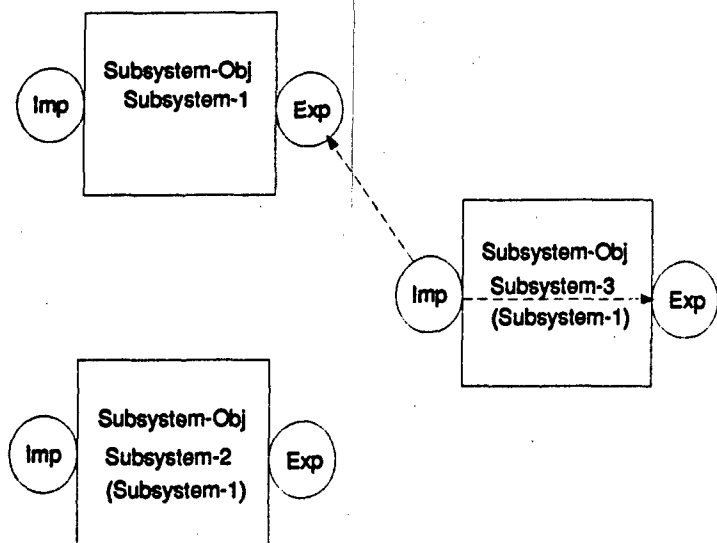 Subsystem-Obj
Subsystem-1
Imp
Exp
Subsystem-Obj
Subsystem-3
(Subsystem-1)
Imp
Exp
Subsystem-Obj
Subsystem-2
(Subsystem-1)
Imp
Exp